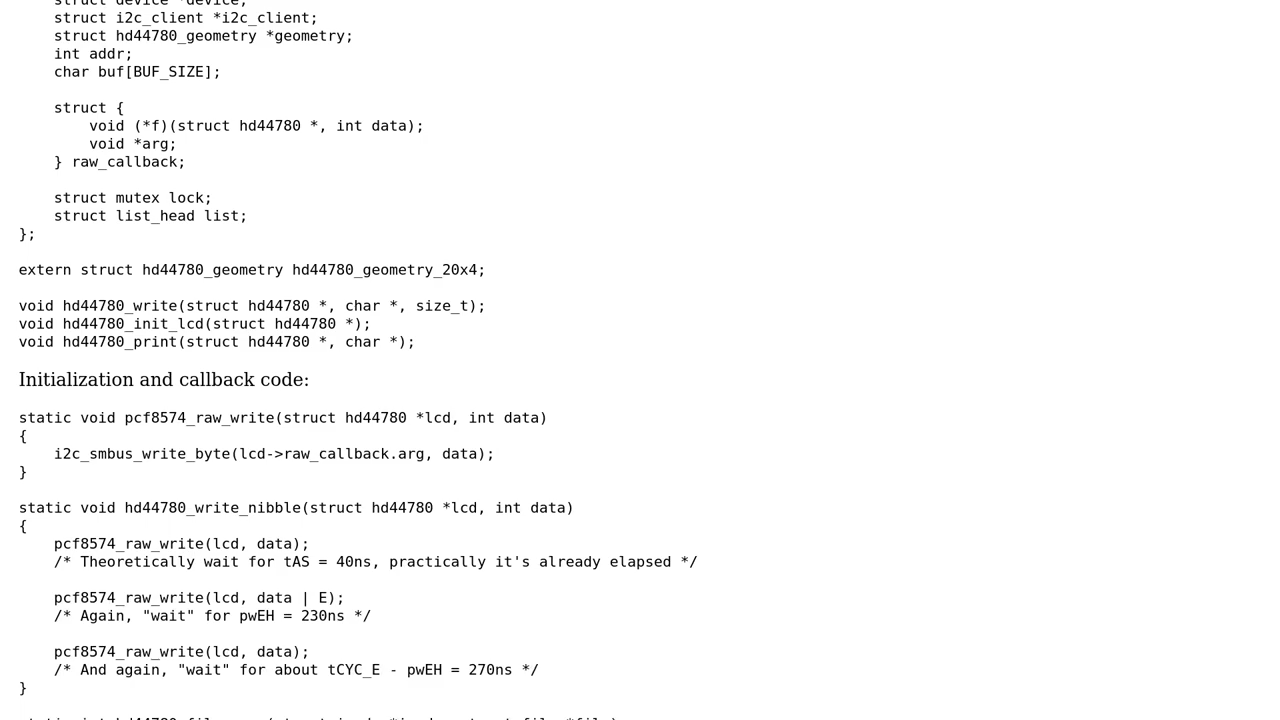 struct device *device;
struct i2c_client *i2c_client;
struct hd44780_geometry *geometry;
int addr;
char buf[BUF_SIZE];
struct {
void (*f)(struct hd44780 *, int data);
void *arg;
} raw_callback;
struct mutex lock;
struct list_head list;
};
extern struct hd44780_geometry hd44780_geometry_20x4;
void hd44780_write(struct hd44780 *, char *, size_t);
void hd44780_init_lcd(struct hd44780 *);
void hd44780_print(struct hd44780 *, char *);
Initialization and callback code:
static void pcf8574_raw_write(struct hd44780 *lcd, int data)
{
i2c_smbus_write_byte(lcd->raw_callback.arg, data);
}
static void hd44780_write_nibble(struct hd44780 *lcd, int data)
{
pcf8574_raw_write(lcd, data);
/* Theoretically wait for tAS = 40ns, practically it's already elapsed */
pcf8574_raw_write(lcd, data | E);
/* Again, "wait" for pwEH = 230ns */
pcf8574_raw_write(lcd, data);
/* And again, "wait" for about tCYC_E - pwEH = 270ns */
}